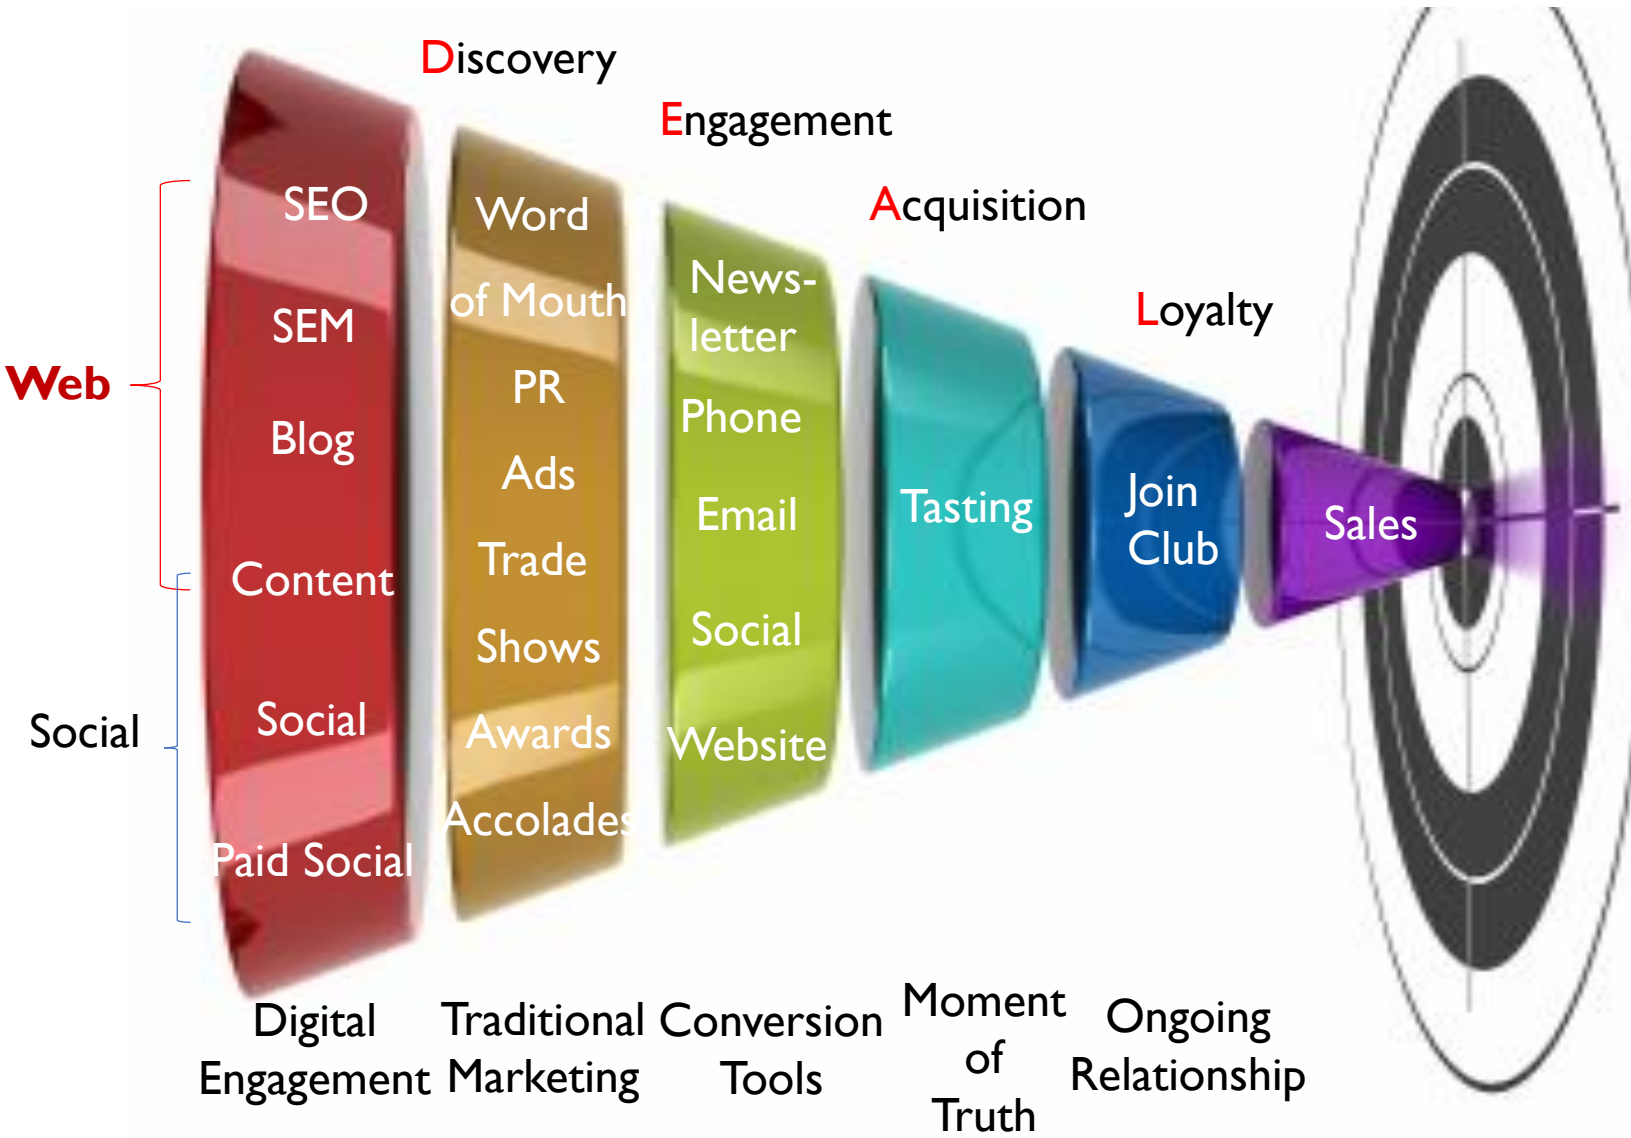 Discovery
Engagement
Acquisition
Loyalty
Web
Social
SEO
SEM
Blog
Content
Social
Paid Social
Word
of Mouth
PR
Ads
Trade
Shows
Awards
Accolades
News-
letter
Phone
Email
Social
Website
Tasting
Join
Club
Sales
Digital
Engagement
Traditional
Marketing
Conversion
Tools
Moment
of
Truth
Ongoing
Relationship